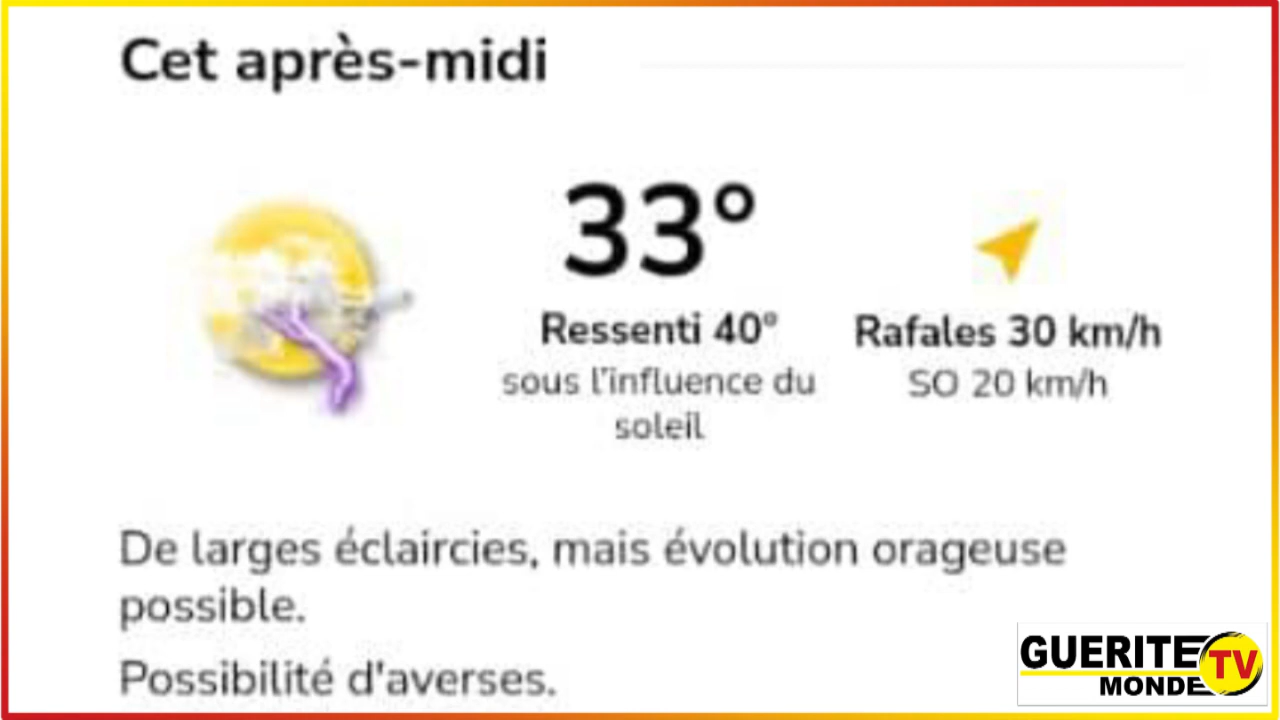 Cet après-midi
33°
Ressenti 40°
sous l'influence du
soleil
Rafales 30 km/h
SO 20 km/h
De larges éclaircies, mais évolution orageuse
possible.
Possibilité d'averses.
GUERITE TV
MONDE